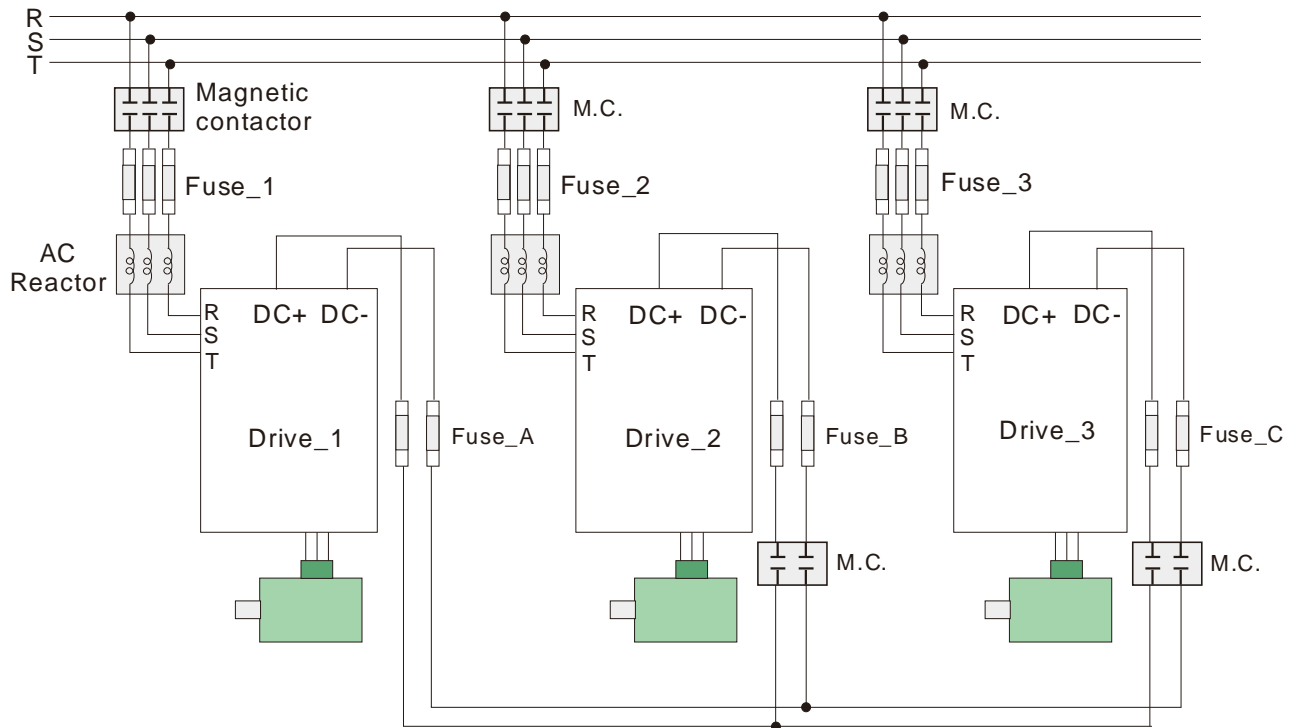 R
S
T
Magnetic
contactor
M.C.
M.C.
Fuse_1
Fuse_2
Fuse_3
AC
Reactor
R
S
T
DC+ DC-
R
S
T
DC+ DC-
R
S
T
DC+ DC-
Drive_1
Fuse_A
Drive_2
Fuse_B
Drive_3
Fuse_C
M.C.
M.C.